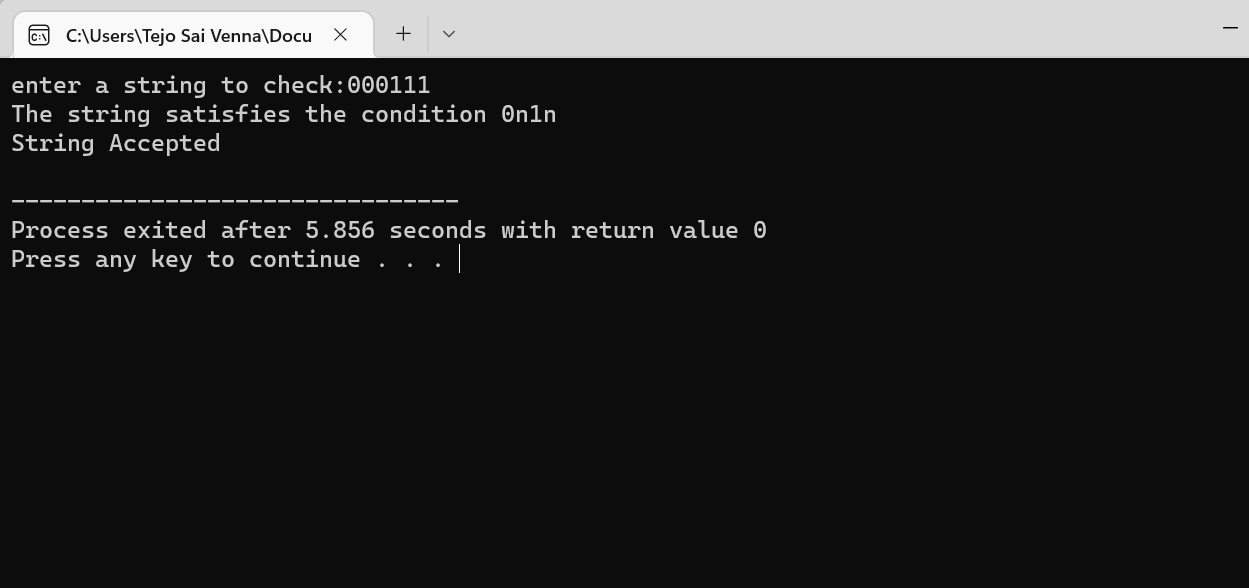 C:\Users\Tejo Sai Venna\Docu
enter a string to check:000111
The string satisfies the condition 0n1n
String Accepted
--------------------------------
Process exited after 5.856 seconds with return value 0
Press any key to continue . . .